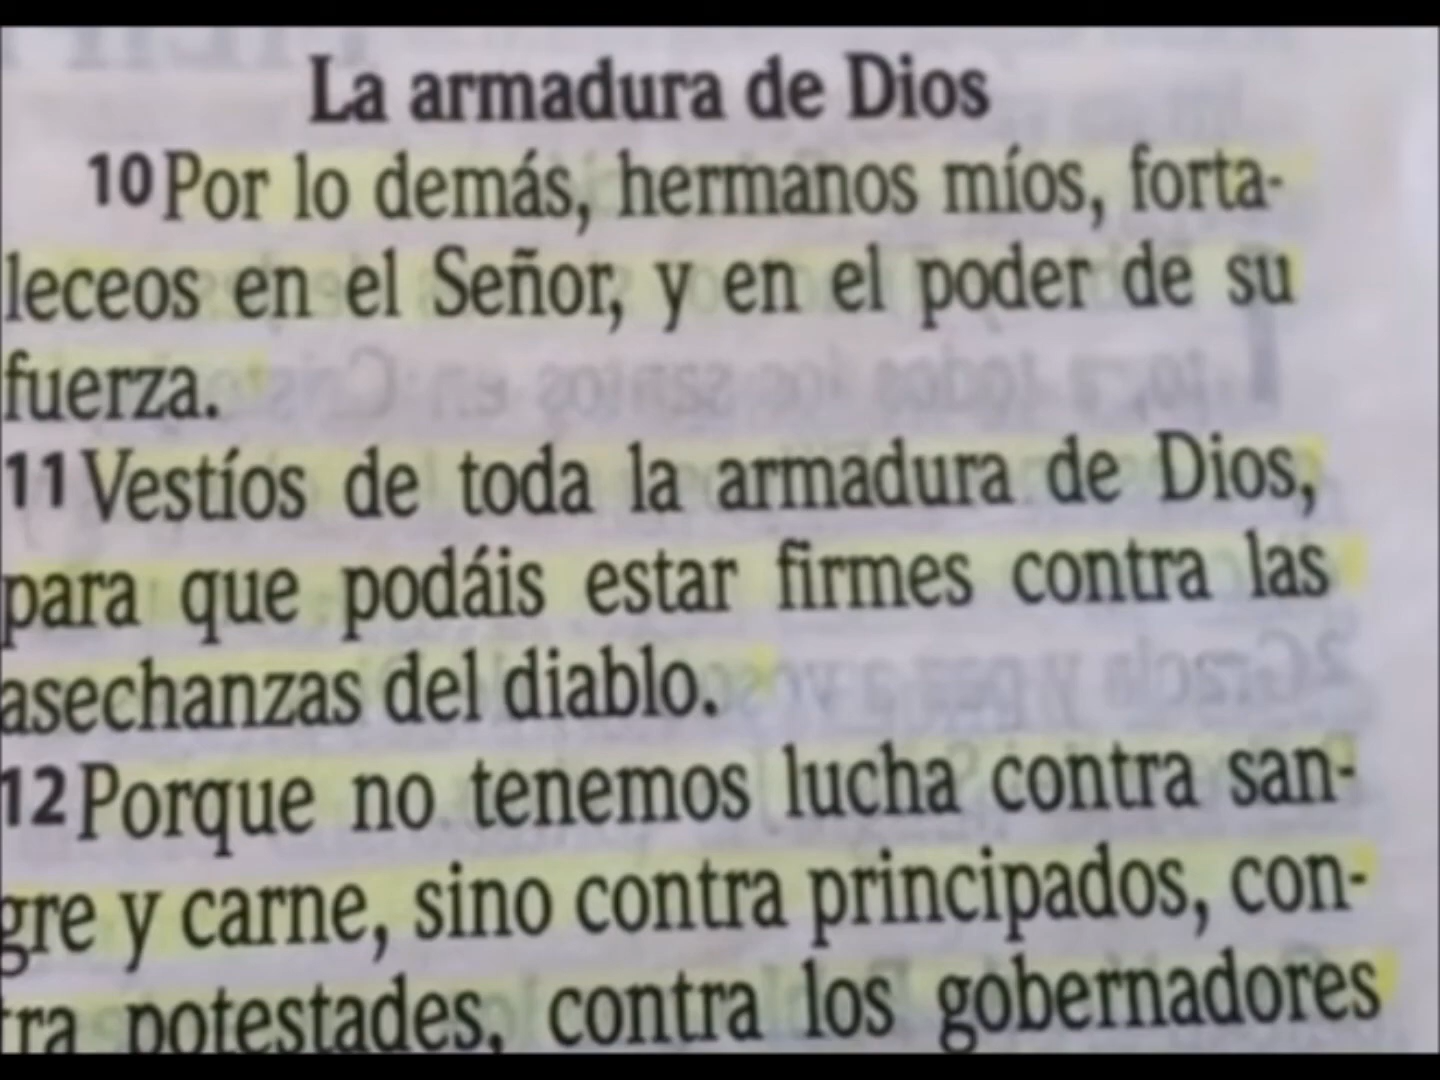 La armadura de Dios
10 Por lo demás, hermanos míos, forta-
leceos en el Señor, y en el poder de su
fuerza.
11 Vestíos de toda la armadura de Dios,
para que podáis estar firmes contra las
asechanzas del diablo.
12 Porque no tenemos lucha contra san-
gre y carne, sino contra principados, con-
tra potestades, contra los gobernadores